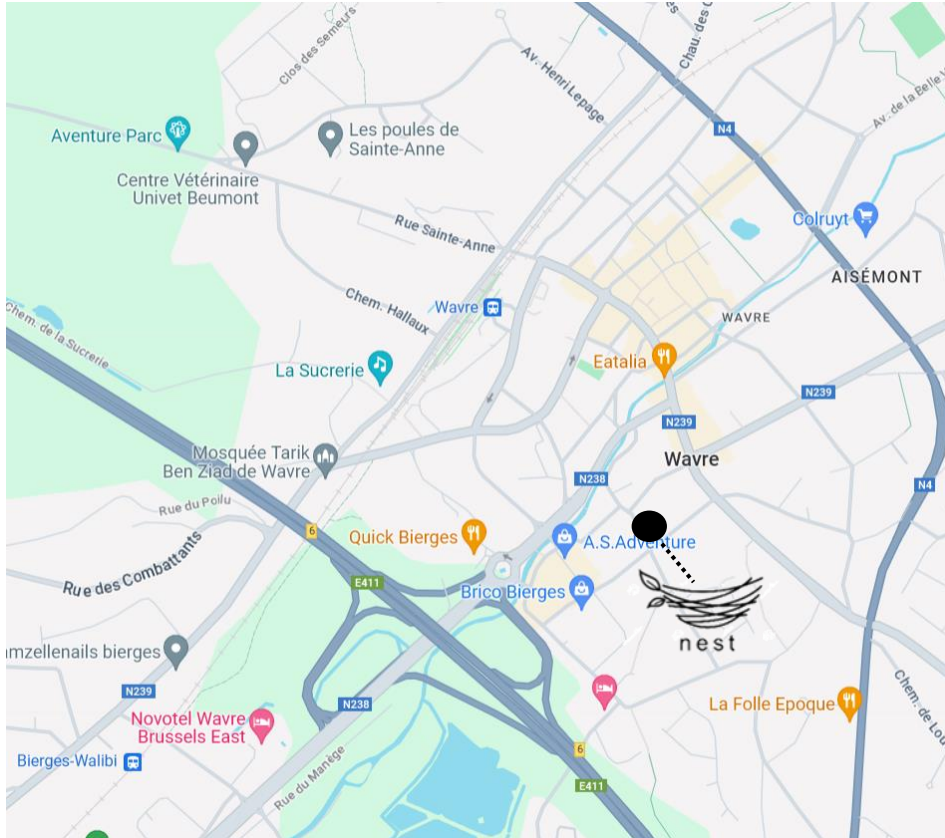 Clos des Semeurs
Chau. des C
Av. Henri Lepage
Av. de la Belle V
N4
Aventure Parc
Les poules de
Sainte-Anne
Centre Vétérinaire
Univet Beumont
Rue Sainte-Anne
Colruyt
AISÉMONT
Chem. Hallaux
Wavre
WAVRE
Chem. de la Sucrerie
La Sucrerie
Eatalia
N239
N239
Wavre
Mosquée Tarik
Ben Ziad de Wavre
N238
N4
Rue du Poilu
6
Quick Bierges
A.S.Adventure
Rue des Combattants
E411
Brico Bierges
nest
amzellenails bierges
N239
N238
La Folle Epoque
Chem. de Lou
Novotel Wavre
Brussels East
Bierges-Walibi
Rue du Manège
6
E411